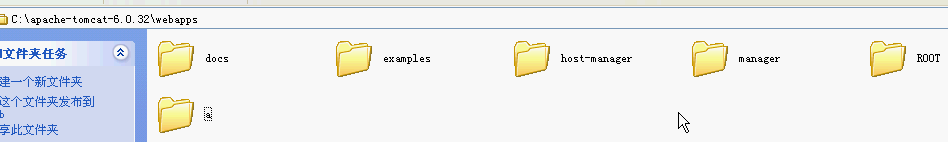 C:\apache-tomcat-6.0.32\webapps
文件夹任务
docs
examples
host-manager
manager
ROOT
建一个新文件夹
这个文件夹发布到
b
享此文件夹
a